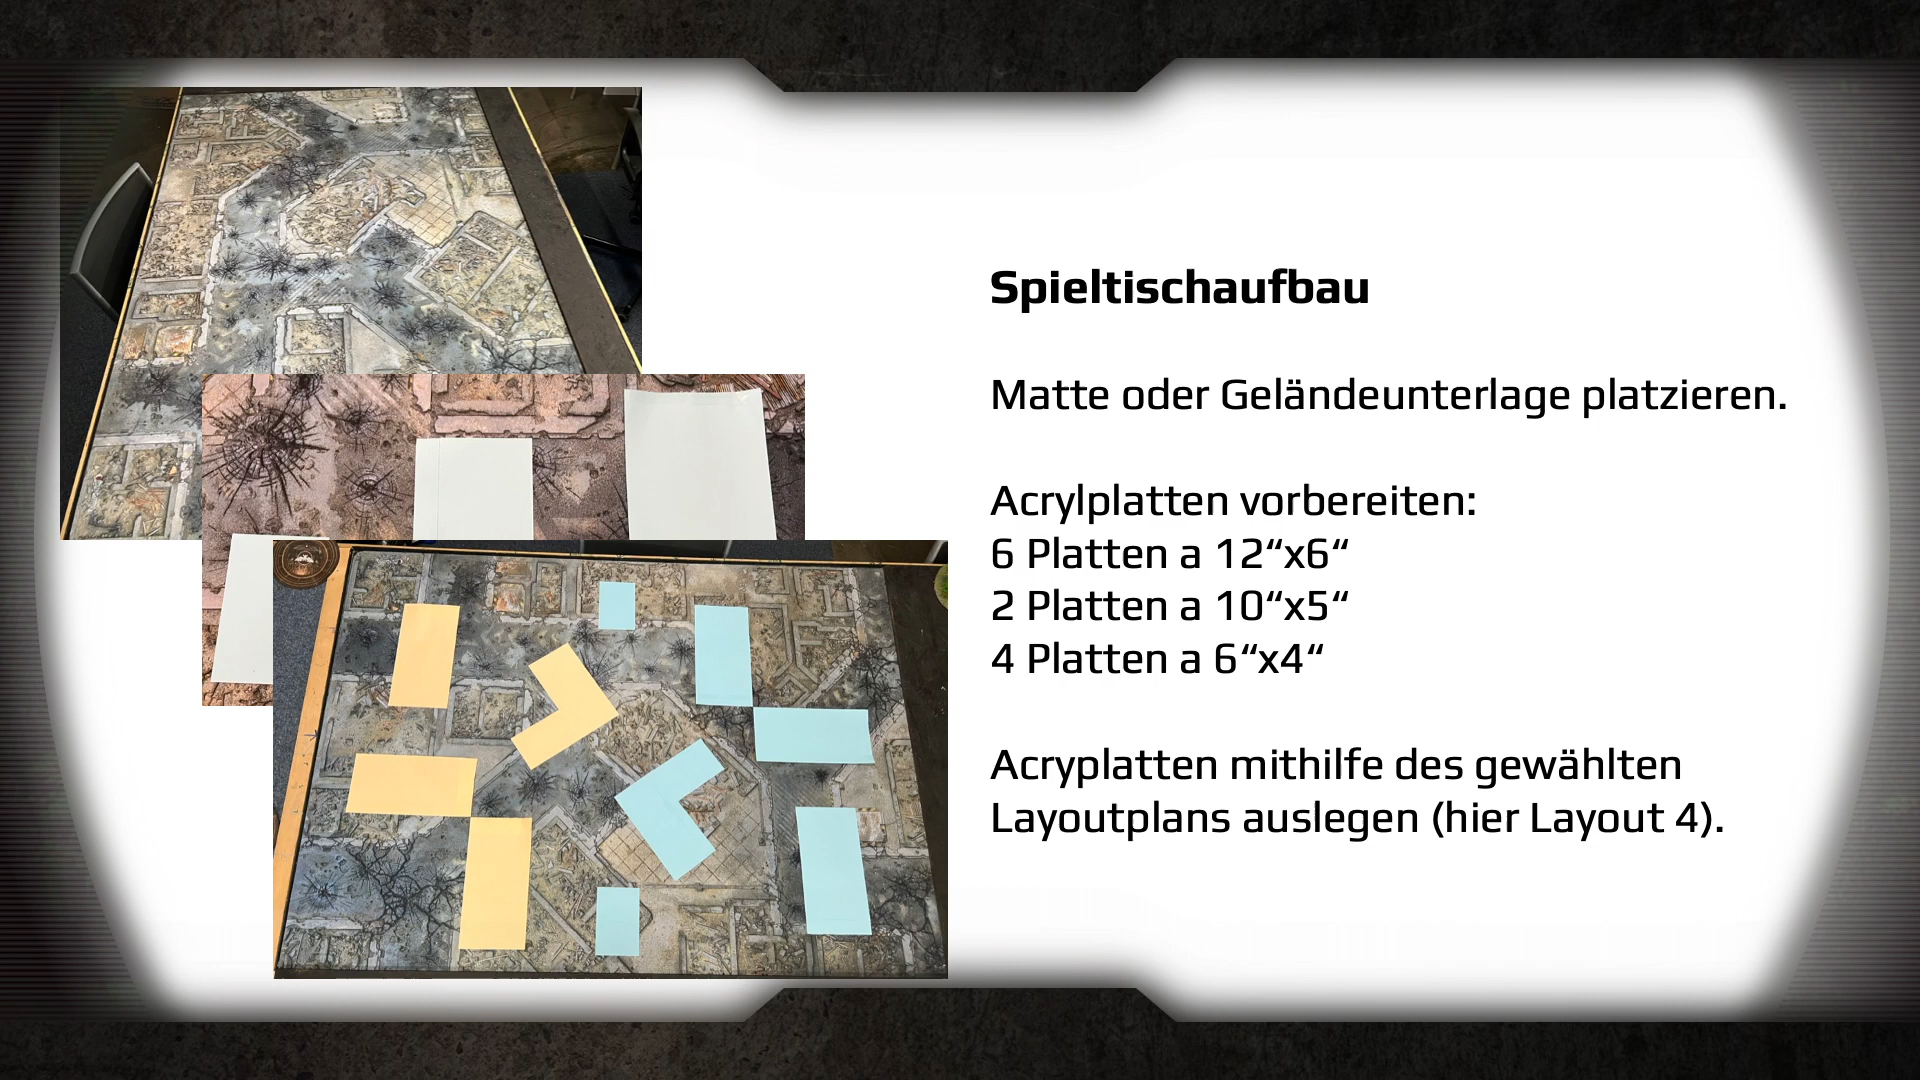 Spieltischaufbau
Matte oder Geländeunterlage platzieren.
Acrylplatten vorbereiten:
6 Platten a 12“x6“
2 Platten a 10“x5“
4 Platten a 6“x4“
Acryplatten mithilfe des gewählten
Layoutplans auslegen (hier Layout 4).